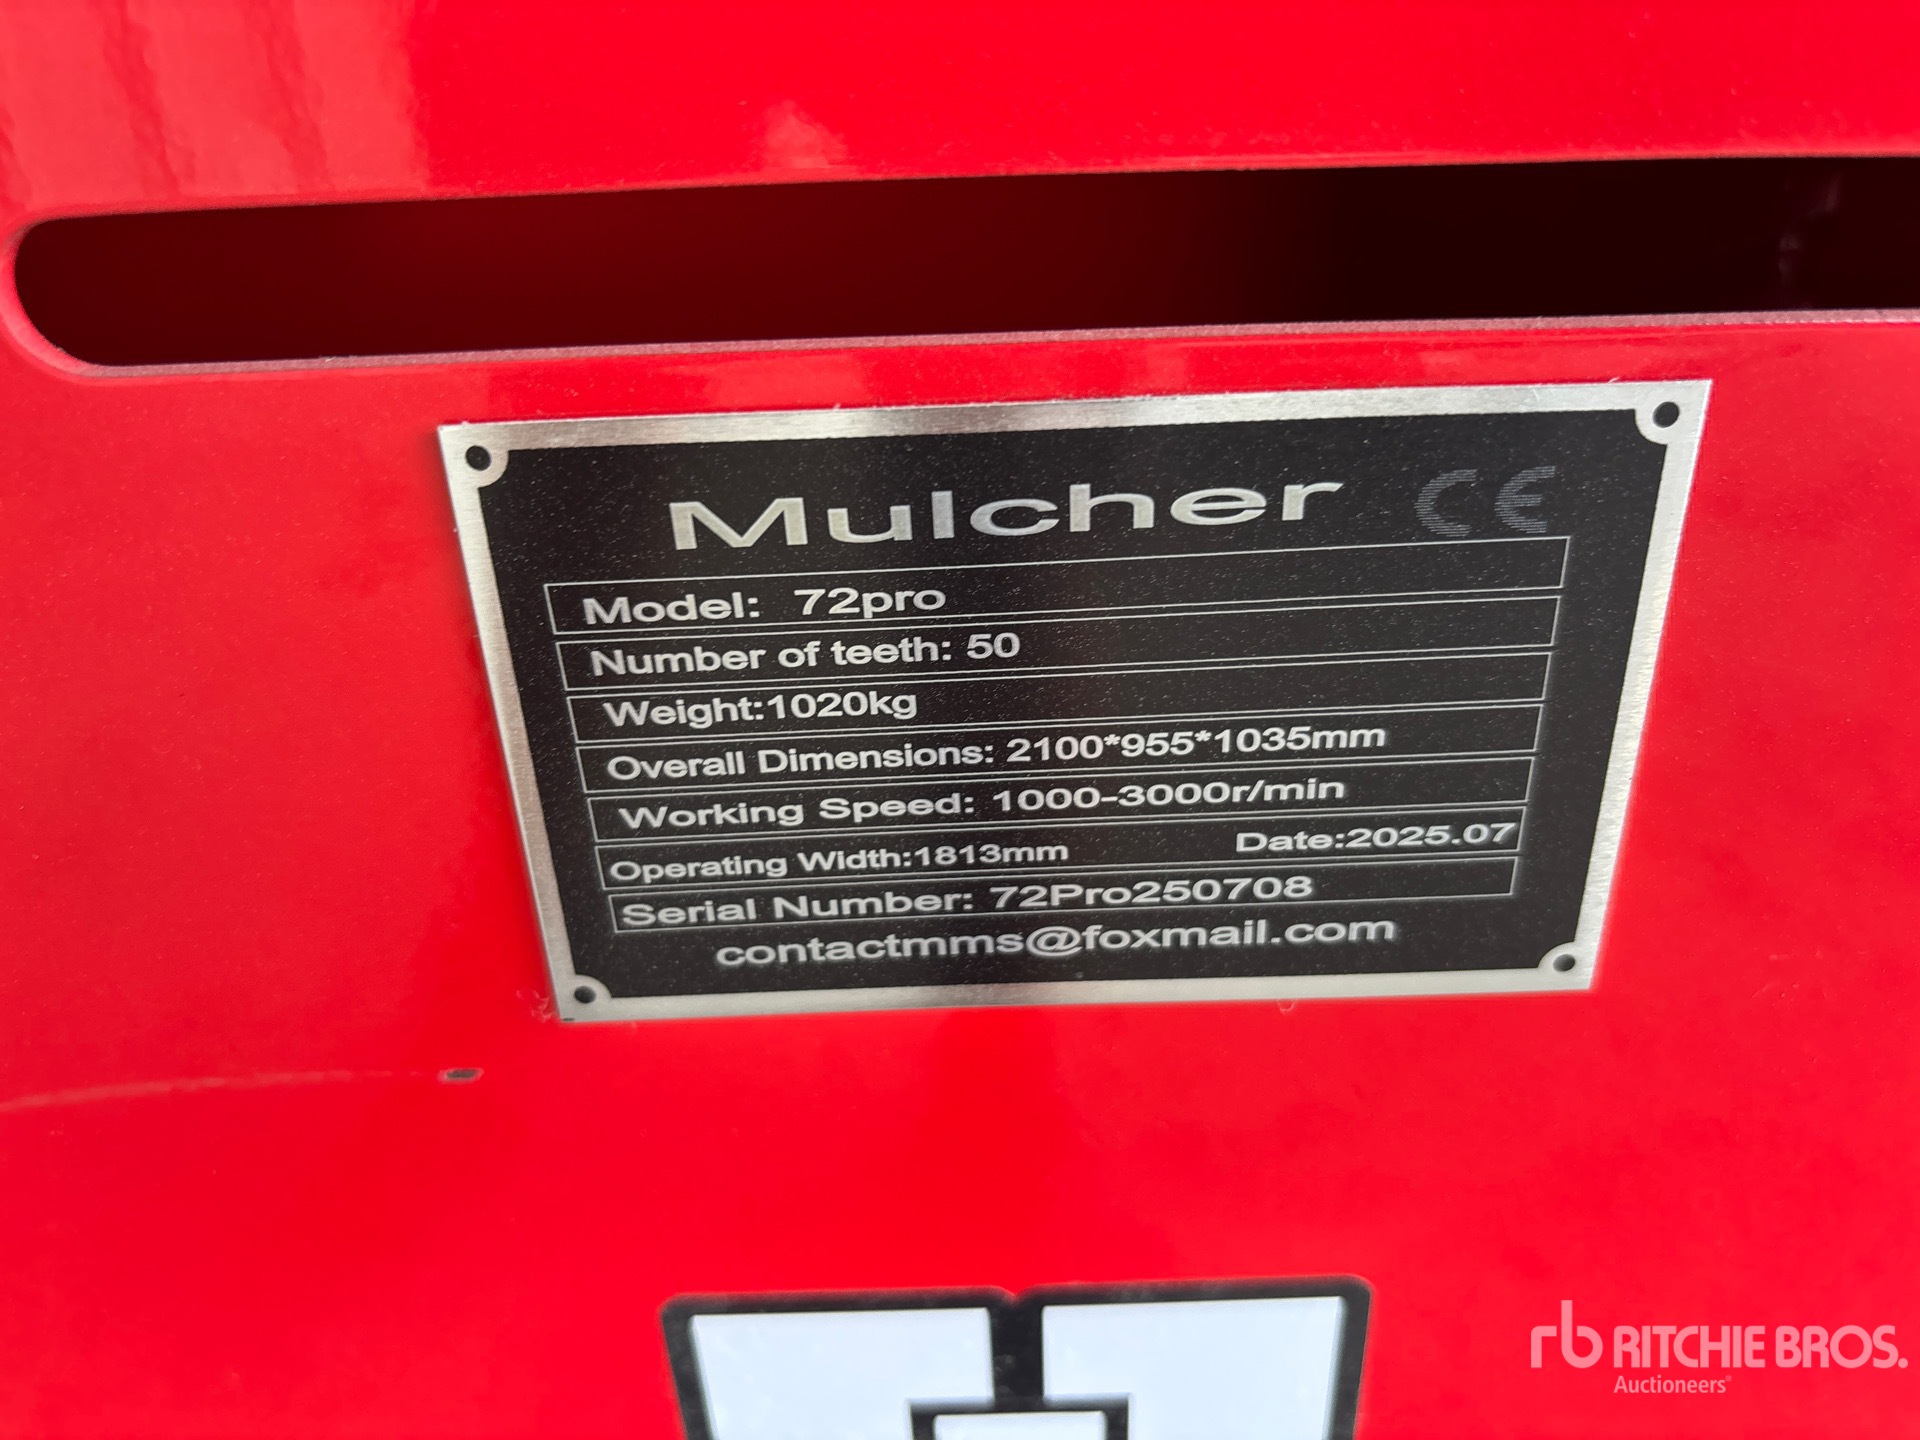 Mulcher CE
Model: 72pro
Number of teeth: 50
Weight:1020kg
Overall Dimensions: 2100*955*1035mm
Working Speed: 1000-3000r/min
Operating Width:1813mm Date:2025.07
Serial Number: 72Pro250708
contactmms@foxmail.com
rb RITCHIE BROS.
Auctioneers